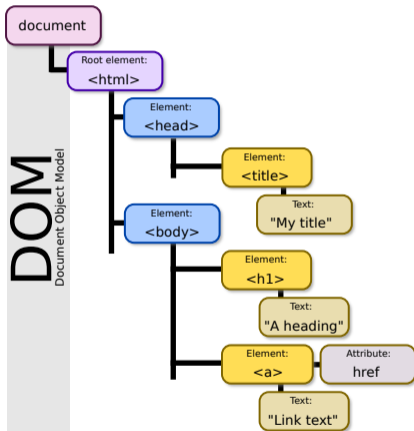 document
Root element:
<html>
Element:
<head>
Element:
<title>
Text:
"My title"
Element:
<body>
Element:
<h1>
Text:
"A heading"
Element:
<a>
Attribute:
href
Text:
"Link text"
DOM
Document Object Model